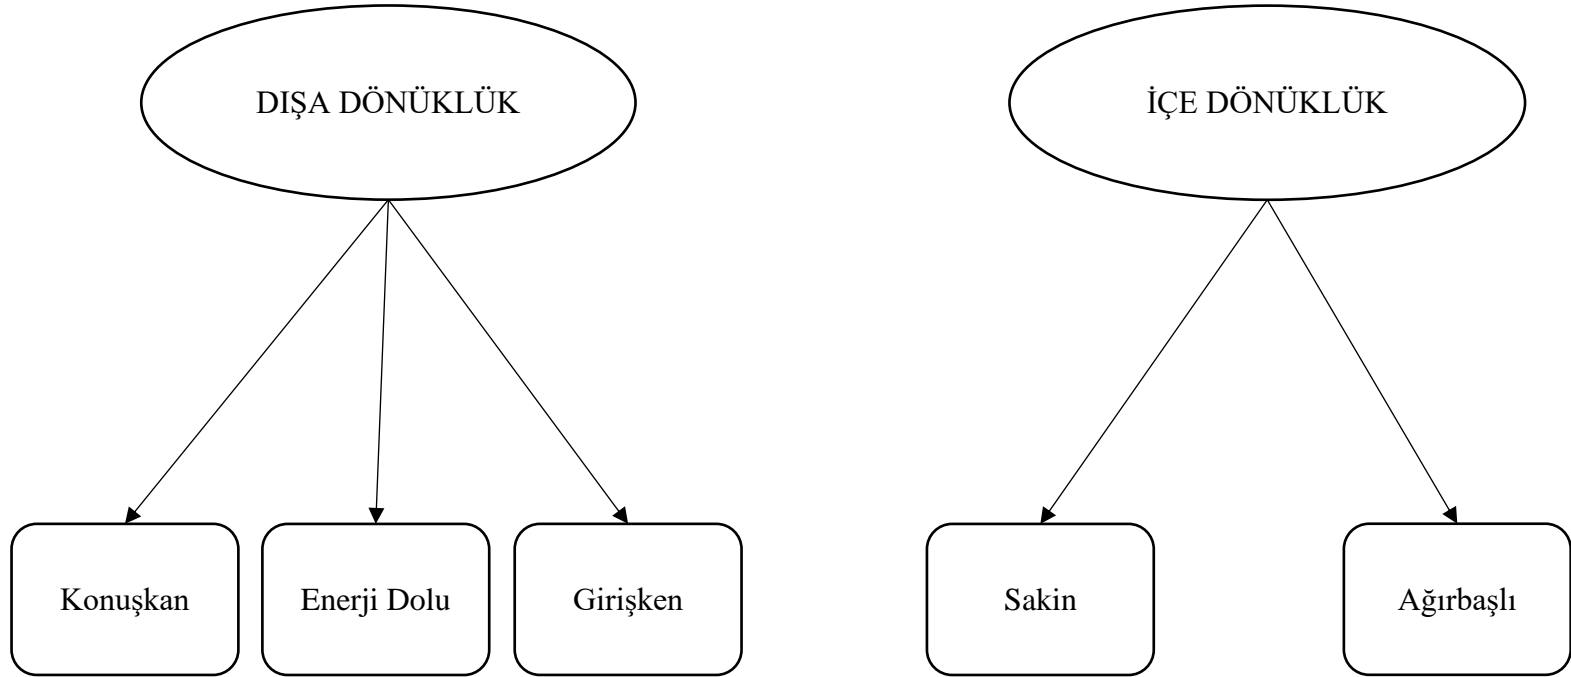 DIŞA DÖNÜKLÜK
İÇE DÖNÜKLÜK
Konuşkan
Enerji Dolu
Girişken
Sakin
Ağırbaşlı